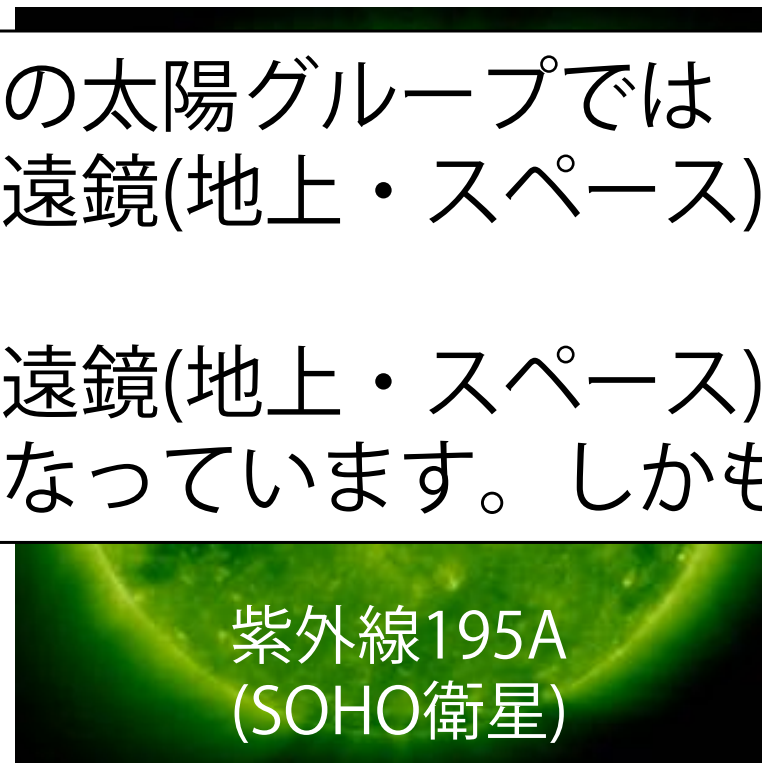 の太陽グループでは
遠鏡(地上・スペース)
遠鏡(地上・スペース)
なっています。しかも
紫外線195A
(SOHO衛星)